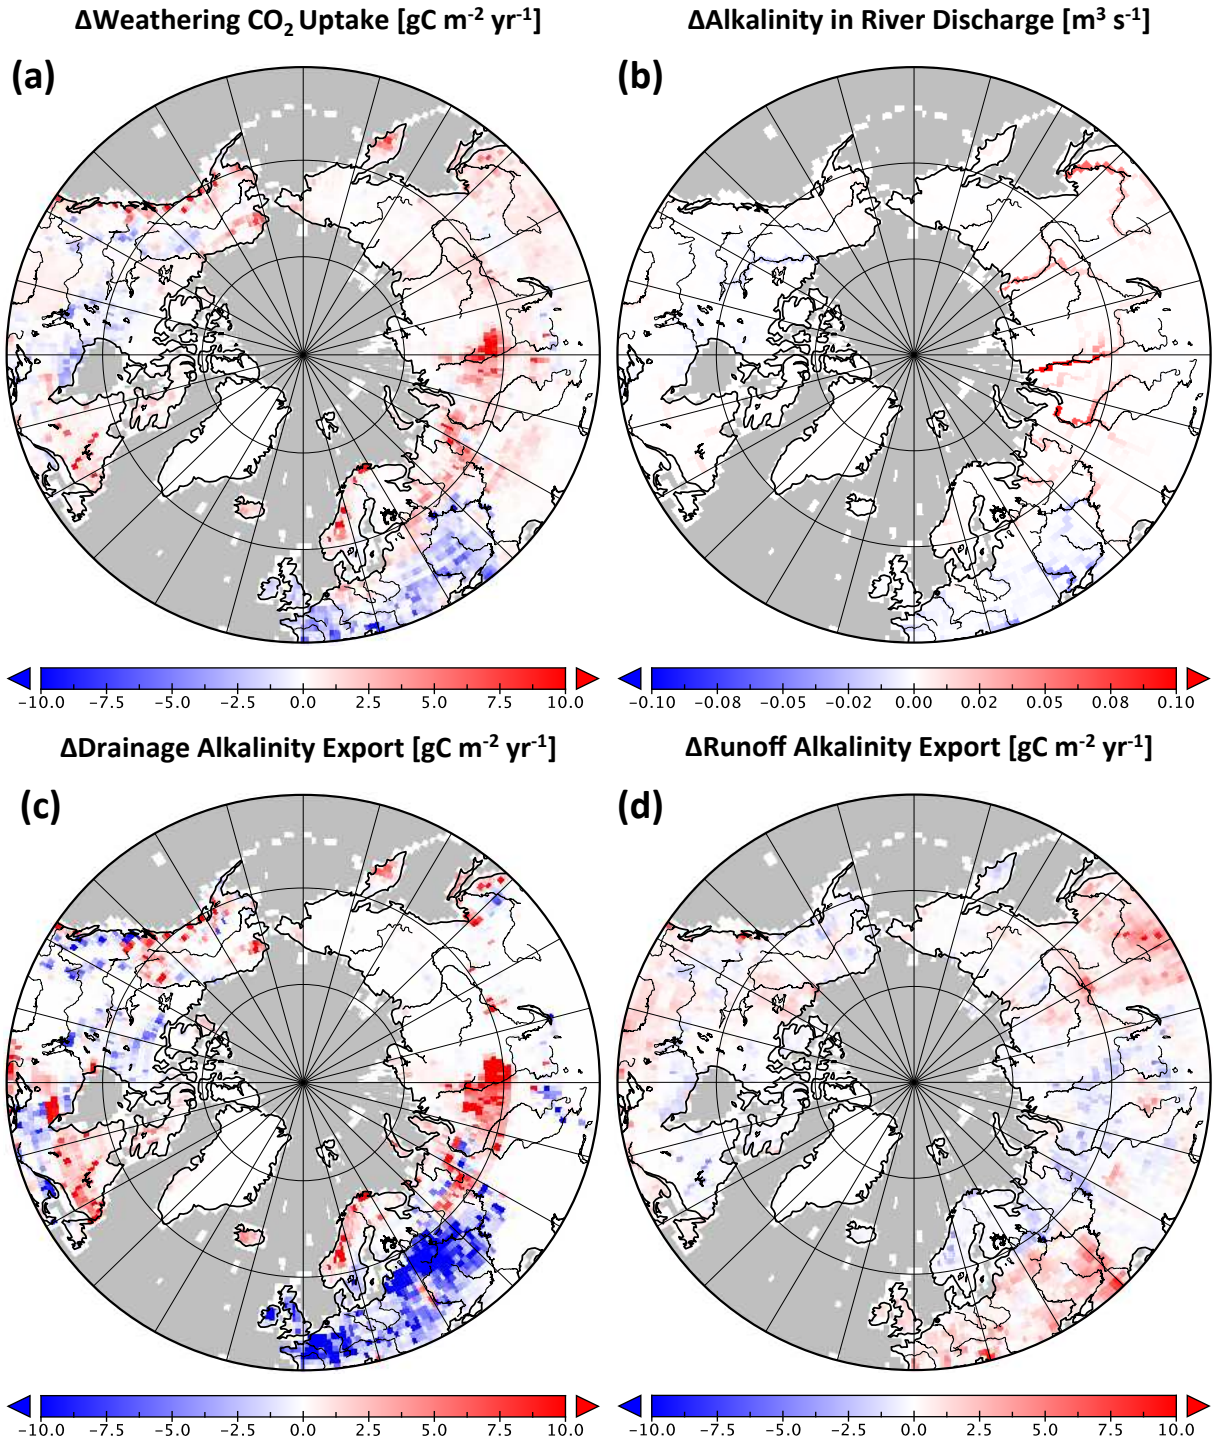 ΔWeathering CO₂ Uptake [gC m⁻² yr⁻¹]
ΔAlkalinity in River Discharge [m³ s⁻¹]
(a)
(b)
−10.0 −7.5 −5.0 −2.5 0.0 2.5 5.0 7.5 10.0
−0.10 −0.08 −0.05 −0.02 0.00 0.02 0.05 0.08 0.10
ΔDrainage Alkalinity Export [gC m⁻² yr⁻¹]
ΔRunoff Alkalinity Export [gC m⁻² yr⁻¹]
(c)
(d)
−10.0 −7.5 −5.0 −2.5 0.0 2.5 5.0 7.5 10.0
−10.0 −7.5 −5.0 −2.5 0.0 2.5 5.0 7.5 10.0